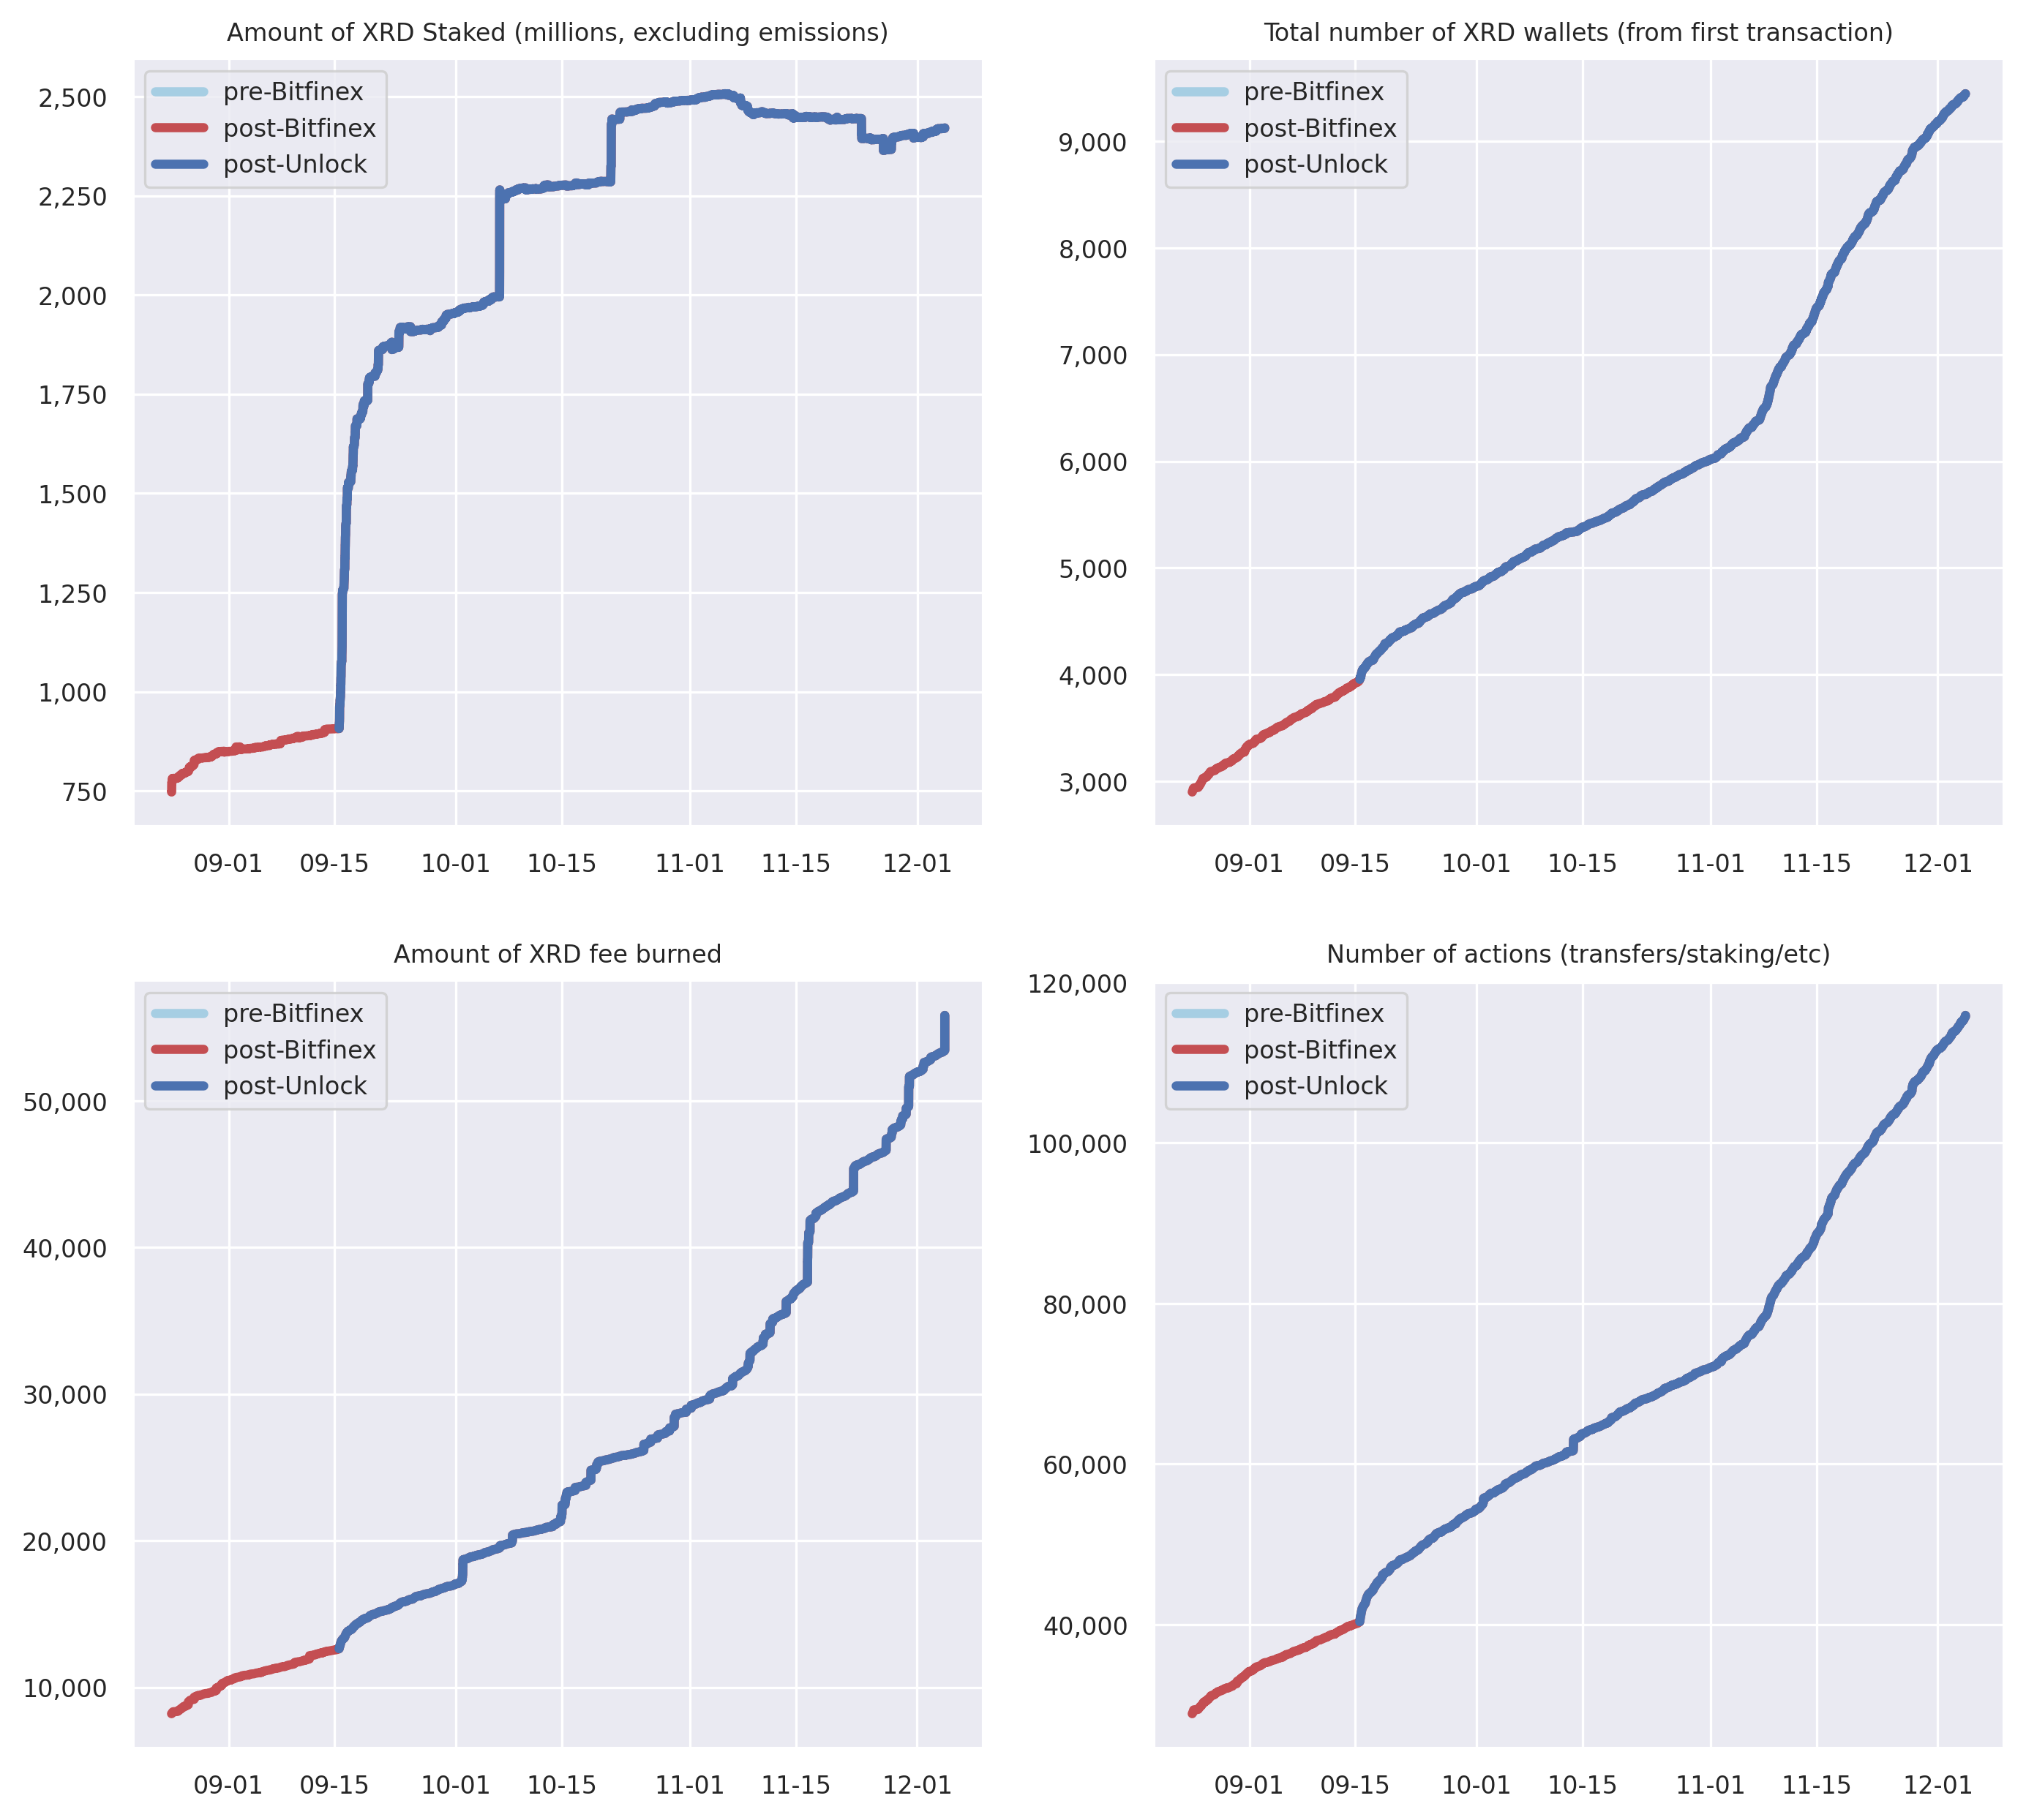 Amount of XRD Staked (millions, excluding emissions)
pre-Bitfinex
post-Bitfinex
post-Unlock
2,500
2,250
2,000
1,750
1,500
1,250
1,000
750
09-01 09-15 10-01 10-15 11-01 11-15 12-01
Total number of XRD wallets (from first transaction)
pre-Bitfinex
post-Bitfinex
post-Unlock
9,000
8,000
7,000
6,000
5,000
4,000
3,000
09-01 09-15 10-01 10-15 11-01 11-15 12-01
Amount of XRD fee burned
pre-Bitfinex
post-Bitfinex
post-Unlock
50,000
40,000
30,000
20,000
10,000
09-01 09-15 10-01 10-15 11-01 11-15 12-01
Number of actions (transfers/staking/etc)
pre-Bitfinex
post-Bitfinex
post-Unlock
120,000
100,000
80,000
60,000
40,000
09-01 09-15 10-01 10-15 11-01 11-15 12-01